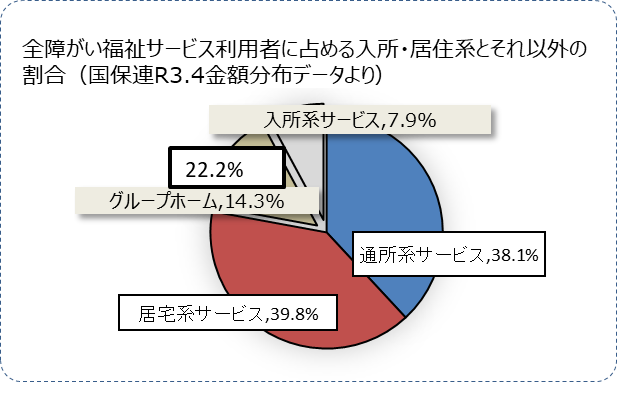 全障がい福祉サービス利用者に占める入所・居住系とそれ以外の
割合（国保連R3.4金額分布データより）
入所系サービス,7.9%
22.2%
グループホーム,14.3%
通所系サービス,38.1%
居宅系サービス,39.8%